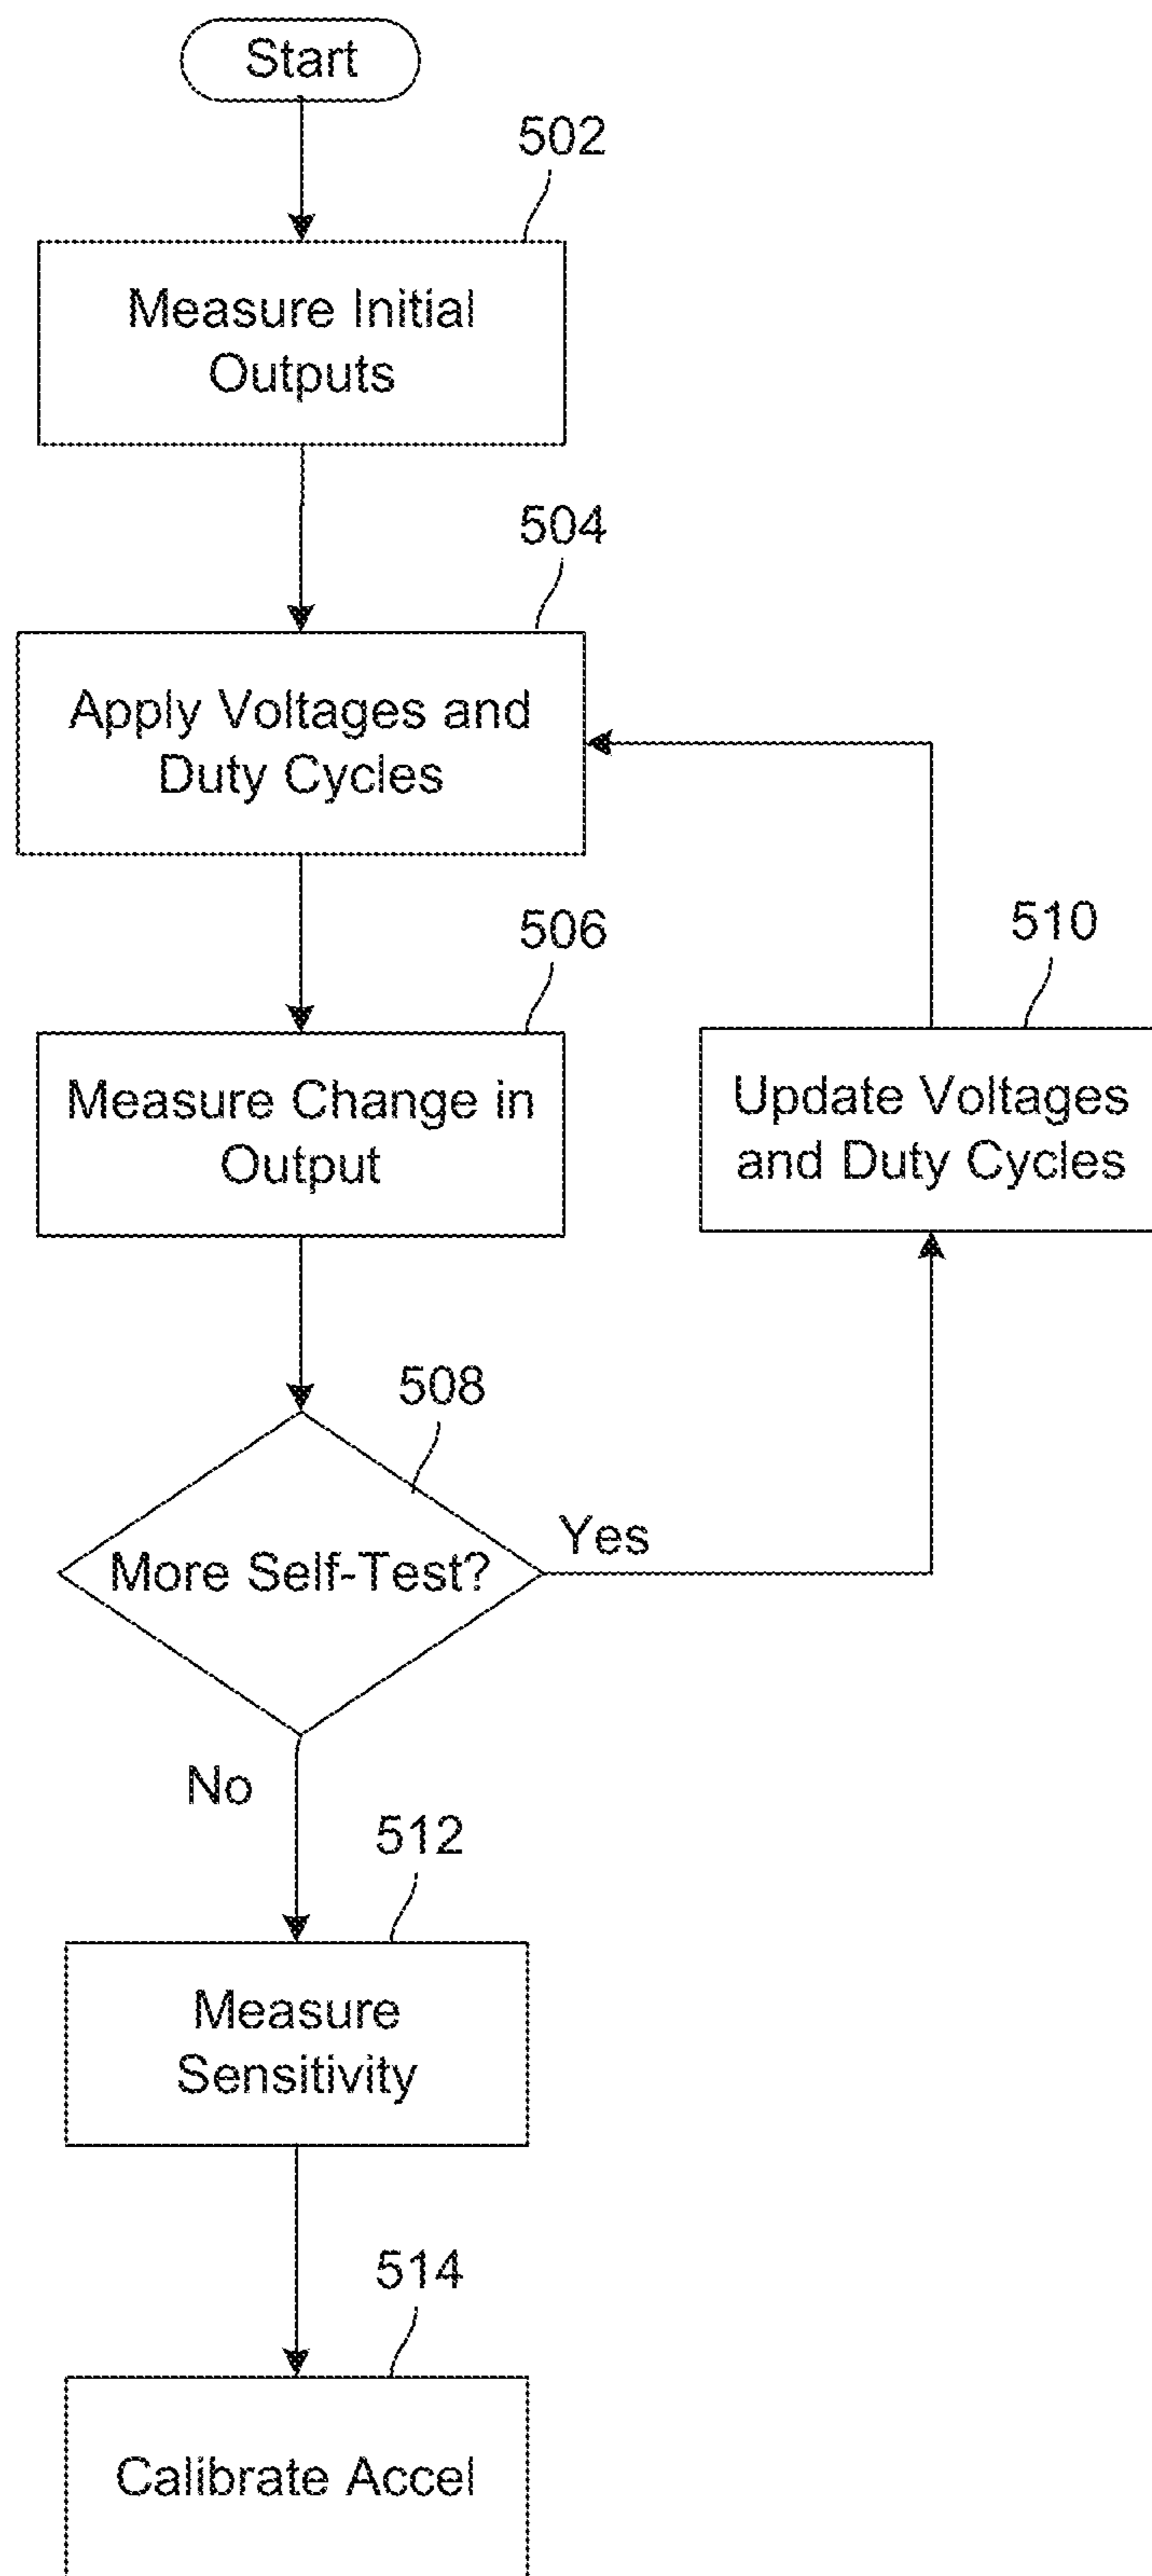 Start
502
Measure Initial
Outputs
504
Apply Voltages and
Duty Cycles
506
Measure Change in
Output
510
Update Voltages
and Duty Cycles
508
More Self-Test?
Yes
No
512
Measure
Sensitivity
514
Calibrate Accel